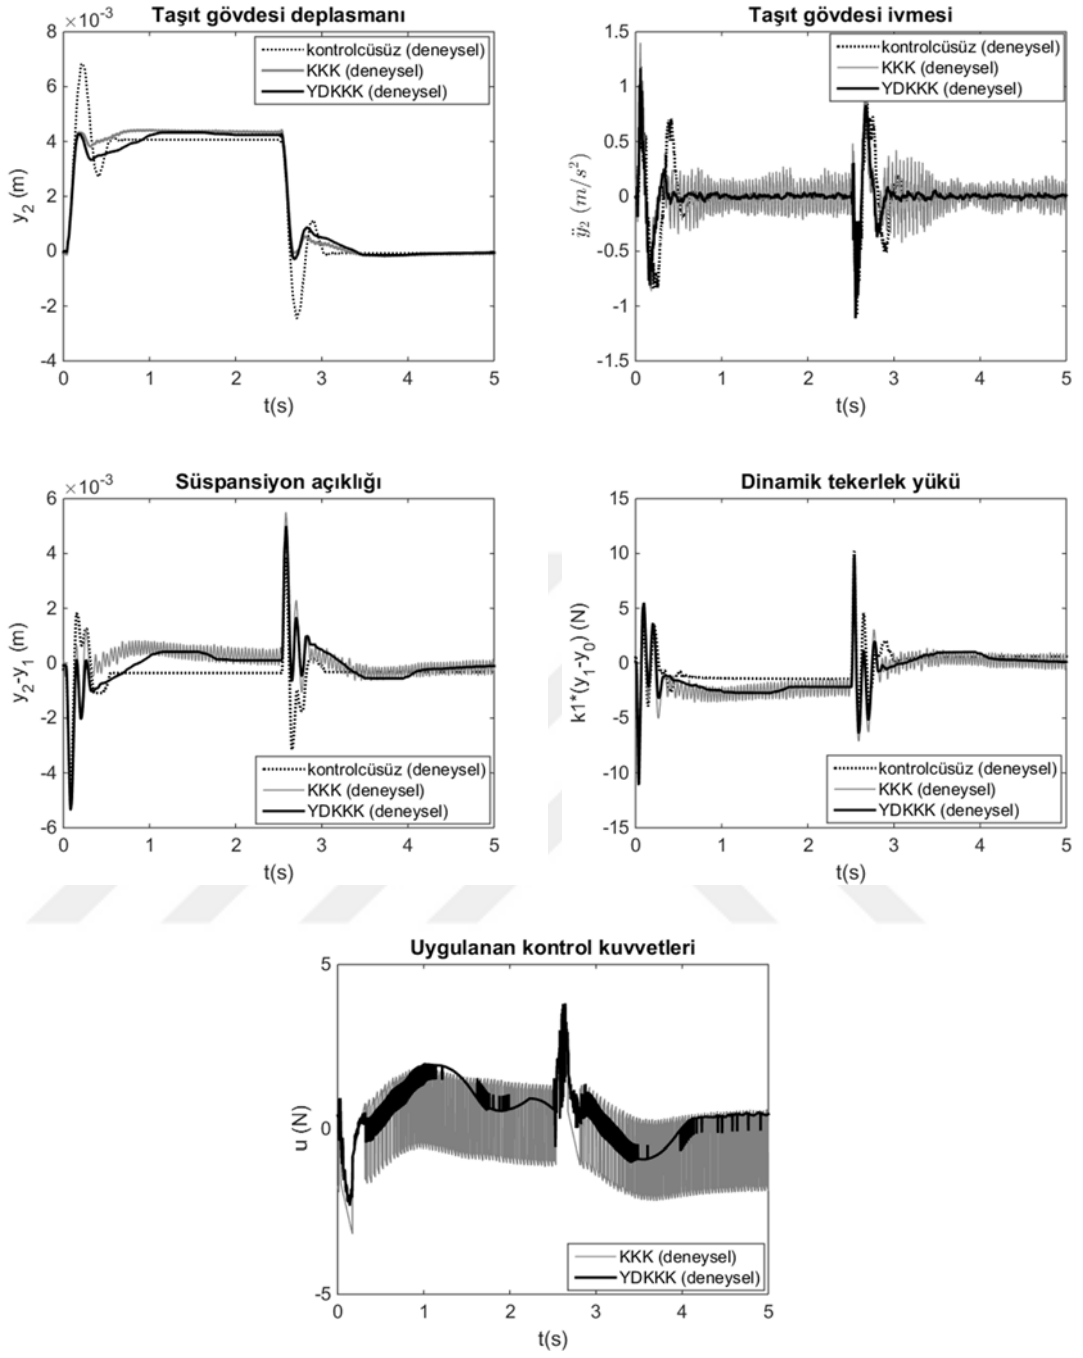 Taşıt gövdesi deplasmanı
×10⁻³
8
6
4
2
0
-2
-4
y₂ (m)
kontrolcüsüz (deneysel)
KKK (deneysel)
YDKKK (deneysel)
0 1 2 3 4 5
t(s)
Taşıt gövdesi ivmesi
1.5
1
0.5
0
-0.5
-1
-1.5
ÿ₂ (m/s²)
kontrolcüsüz (deneysel)
KKK (deneysel)
YDKKK (deneysel)
0 1 2 3 4 5
t(s)
Süspansiyon açıklığı
×10⁻³
6
4
2
0
-2
-4
-6
y₂-y₁ (m)
kontrolcüsüz (deneysel)
KKK (deneysel)
YDKKK (deneysel)
0 1 2 3 4 5
t(s)
Dinamik tekerlek yükü
15
10
5
0
-5
-10
-15
k1*(y₁-y₀) (N)
kontrolcüsüz (deneysel)
KKK (deneysel)
YDKKK (deneysel)
0 1 2 3 4 5
t(s)
Uygulanan kontrol kuvvetleri
5
0
-5
u (N)
KKK (deneysel)
YDKKK (deneysel)
0 1 2 3 4 5
t(s)